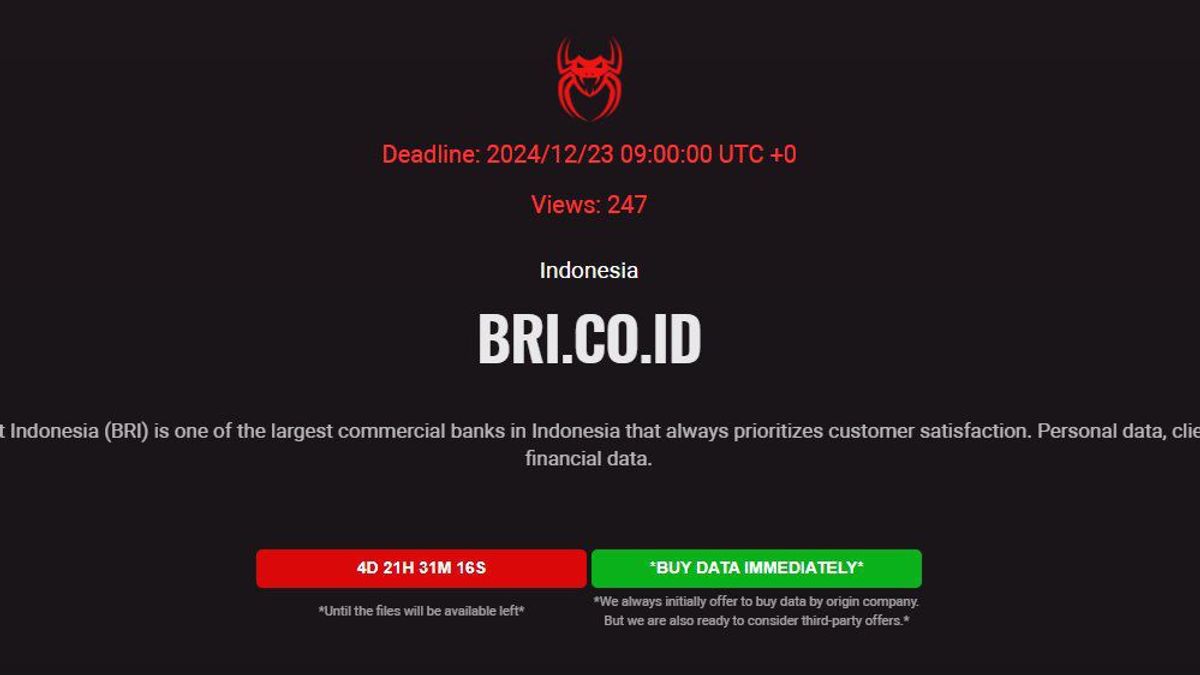 Deadline: 2024/12/23 09:00:00 UTC +0
Views: 247
Indonesia
BRI.CO.ID
t Indonesia (BRI) is one of the largest commercial banks in Indonesia that always prioritizes customer satisfaction. Personal data, clie
financial data.
4D 21H 31M 16S
*BUY DATA IMMEDIATELY*
*Until the files will be available left*
*We always initially offer to buy data by origin company.
But we are also ready to consider third-party offers.*